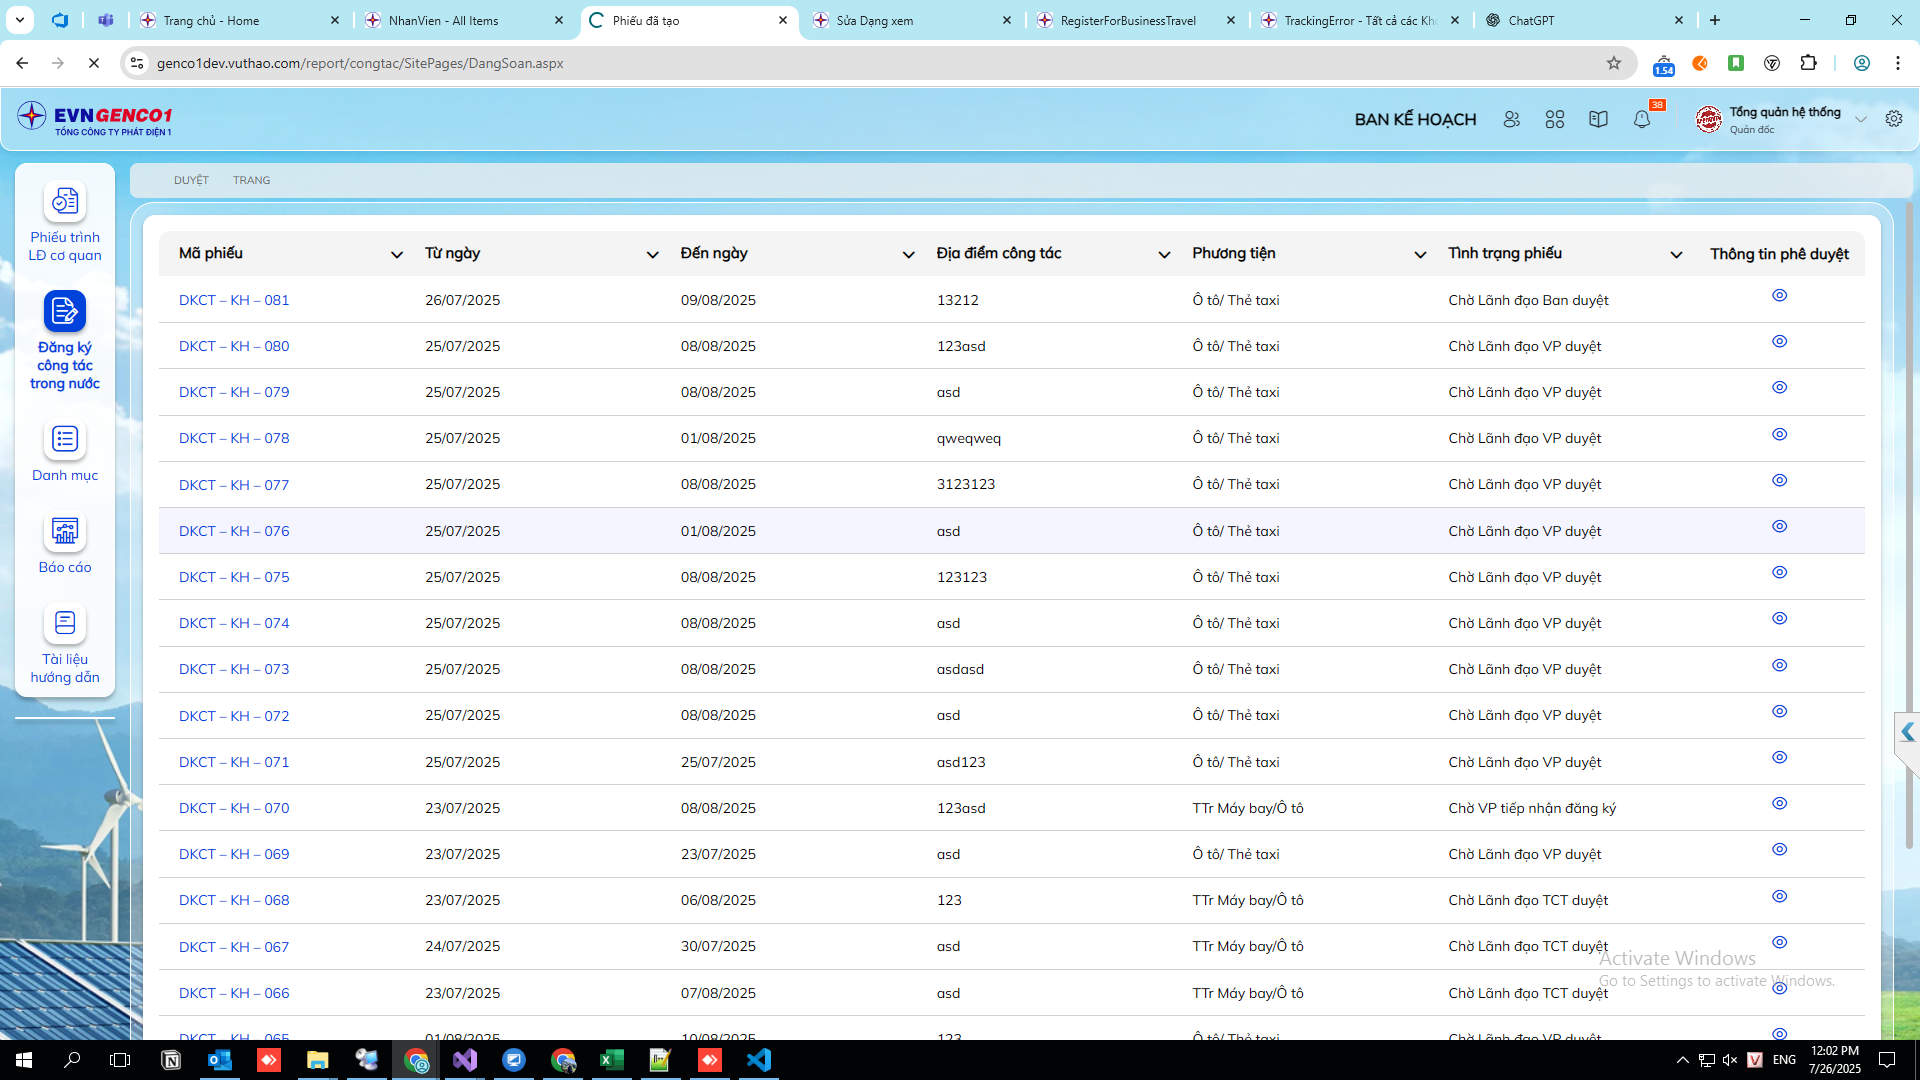 Trang chủ - Home
NhanVien - All Items
Phiếu đã tạo
Sửa Dạng xem
RegisterForBusinessTravel
TrackingError - Tất cả các Kho
ChatGPT
genco1dev.vuthao.com/report/congtac/SitePages/DangSoan.aspx
1.54
EVNGENCO1
TỔNG CÔNG TY PHÁT ĐIỆN 1
BAN KẾ HOẠCH
38
Tổng quản hệ thống
Quản đốc
DUYỆT TRANG
Phiếu trình
LĐ cơ quan
Đăng ký
công tác
trong nước
Danh mục
Báo cáo
Tài liệu
hướng dẫn
Mã phiếu Từ ngày Đến ngày Địa điểm công tác Phương tiện Tình trạng phiếu Thông tin phê duyệt
DKCT – KH – 081 26/07/2025 09/08/2025 13212 Ô tô/ Thẻ taxi Chờ Lãnh đạo Ban duyệt
DKCT – KH – 080 25/07/2025 08/08/2025 123asd Ô tô/ Thẻ taxi Chờ Lãnh đạo VP duyệt
DKCT – KH – 079 25/07/2025 08/08/2025 asd Ô tô/ Thẻ taxi Chờ Lãnh đạo VP duyệt
DKCT – KH – 078 25/07/2025 01/08/2025 qweqweq Ô tô/ Thẻ taxi Chờ Lãnh đạo VP duyệt
DKCT – KH – 077 25/07/2025 08/08/2025 3123123 Ô tô/ Thẻ taxi Chờ Lãnh đạo VP duyệt
DKCT – KH – 076 25/07/2025 01/08/2025 asd Ô tô/ Thẻ taxi Chờ Lãnh đạo VP duyệt
DKCT – KH – 075 25/07/2025 08/08/2025 123123 Ô tô/ Thẻ taxi Chờ Lãnh đạo VP duyệt
DKCT – KH – 074 25/07/2025 08/08/2025 asd Ô tô/ Thẻ taxi Chờ Lãnh đạo VP duyệt
DKCT – KH – 073 25/07/2025 08/08/2025 asdasd Ô tô/ Thẻ taxi Chờ Lãnh đạo VP duyệt
DKCT – KH – 072 25/07/2025 08/08/2025 asd Ô tô/ Thẻ taxi Chờ Lãnh đạo VP duyệt
DKCT – KH – 071 25/07/2025 25/07/2025 asd123 Ô tô/ Thẻ taxi Chờ Lãnh đạo VP duyệt
DKCT – KH – 070 23/07/2025 08/08/2025 123asd TTr Máy bay/Ô tô Chờ VP tiếp nhận đăng ký
DKCT – KH – 069 23/07/2025 23/07/2025 asd Ô tô/ Thẻ taxi Chờ Lãnh đạo VP duyệt
DKCT – KH – 068 23/07/2025 06/08/2025 123 TTr Máy bay/Ô tô Chờ Lãnh đạo TCT duyệt
DKCT – KH – 067 24/07/2025 30/07/2025 asd TTr Máy bay/Ô tô Chờ Lãnh đạo TCT duyệt
DKCT – KH – 066 23/07/2025 07/08/2025 asd TTr Máy bay/Ô tô Chờ Lãnh đạo TCT duyệt
DKCT – KH – 065 01/08/2025 10/08/2025 123 Ô tô/ Thẻ taxi Chờ Lãnh đạo VP duyệt
Activate Windows
Go to Settings to activate Windows.
ENG
12:02 PM
7/26/2025